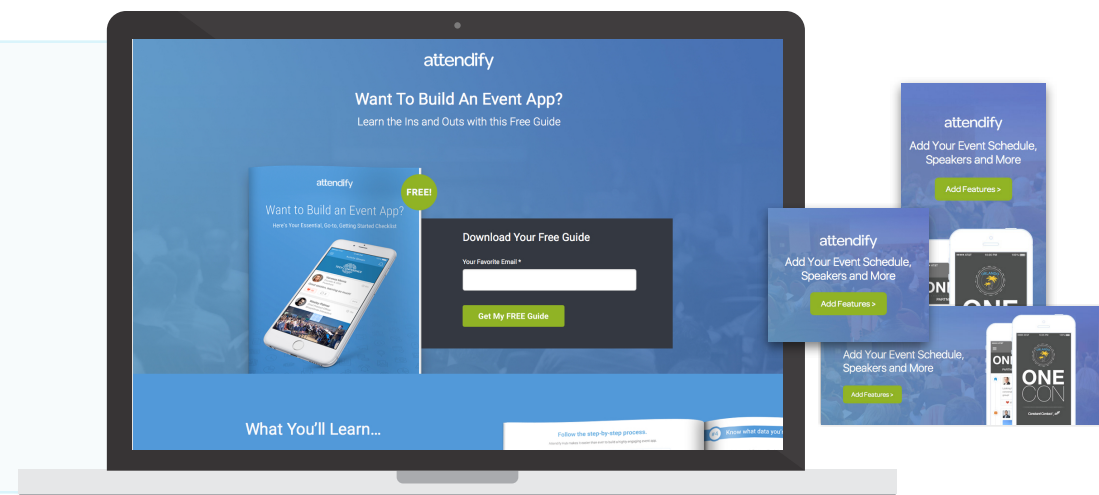 attendify
Want To Build An Event App?
Learn the Ins and Outs with this Free Guide
attendify
FREE!
Want to Build an Event App?
Here's Your Essential, Go-to, Getting Started Checklist
Download Your Free Guide
Your Favorite Email *
Get My FREE Guide
What You'll Learn...
Follow the step-by-step process.
Know what data you'
attendify
Add Your Event Schedule,
Speakers and More
Add Features >
ONE
attendify
Add Your Event Schedule,
Speakers and More
Add Features >
Add Your Event Schedule,
Speakers and More
Add Features >
ONE
CON
Constant Contact